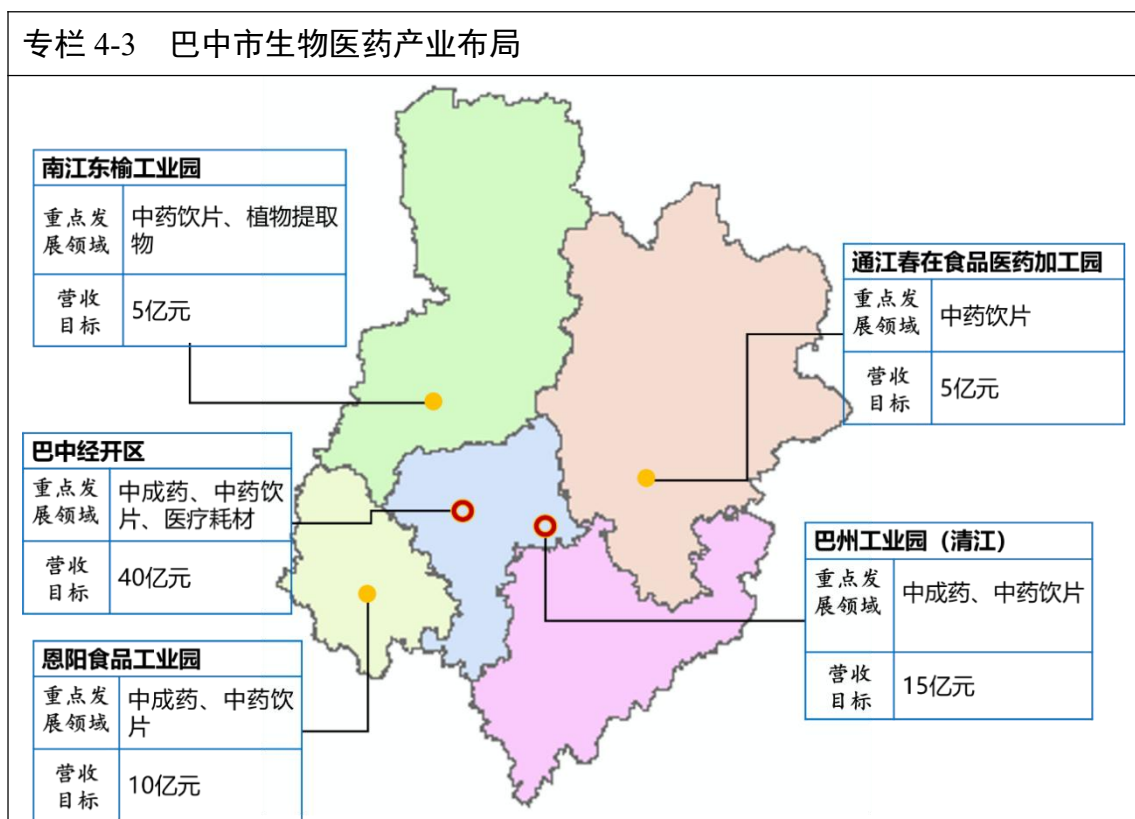 专栏 4-3 巴中市生物医药产业布局
南江东榆工业园
重点发
展领域
中药饮片、植物提取
物
营收
目标
5亿元
通江春在食品医药加工园
重点发
展领域
中药饮片
营收
目标
5亿元
巴中经开区
重点发
展领域
中成药、中药饮
片、医疗耗材
营收
目标
40亿元
巴州工业园（清江）
重点发
展领域
中成药、中药饮片
营收
目标
15亿元
恩阳食品工业园
重点发
展领域
中成药、中药饮
片
营收
目标
10亿元